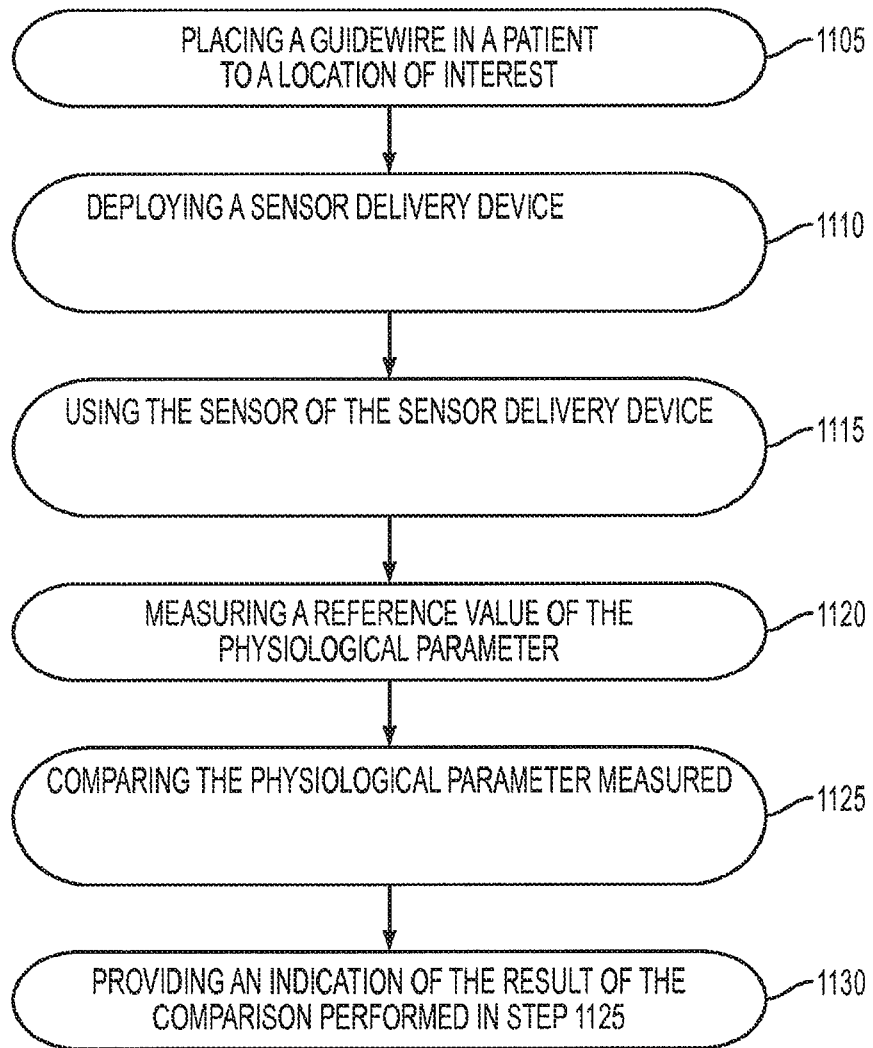 PLACING A GUIDEWIRE IN A PATIENT
TO A LOCATION OF INTEREST
1105
DEPLOYING A SENSOR DELIVERY DEVICE
1110
USING THE SENSOR OF THE SENSOR DELIVERY DEVICE
1115
MEASURING A REFERENCE VALUE OF THE
PHYSIOLOGICAL PARAMETER
1120
COMPARING THE PHYSIOLOGICAL PARAMETER MEASURED
1125
PROVIDING AN INDICATION OF THE RESULT OF THE
COMPARISON PERFORMED IN STEP 1125
1130